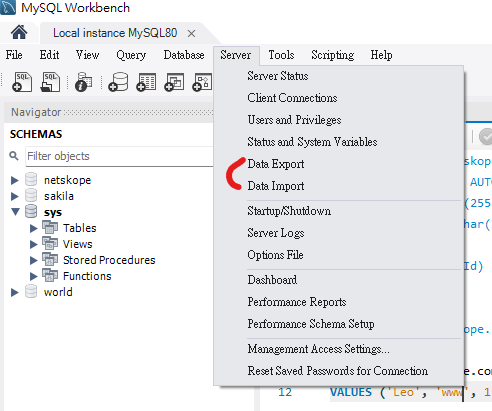 MySQL Workbench
Local instance MySQL80
File Edit View Query Database Server Tools Scripting Help
Navigator
SCHEMAS
Filter objects
netskope
sakila
sys
Tables
Views
Stored Procedures
Functions
world
Server Status
Client Connections
Users and Privileges
Status and System Variables
Data Export
Data Import
Startup/Shutdown
Server Logs
Options File
Dashboard
Performance Reports
Performance Schema Setup
Management Access Settings...
Reset Saved Passwords for Connection
skope
AUT
(255
har(
Id)
ope.
e.com
12 VALUES ('Leo', 'www', 1